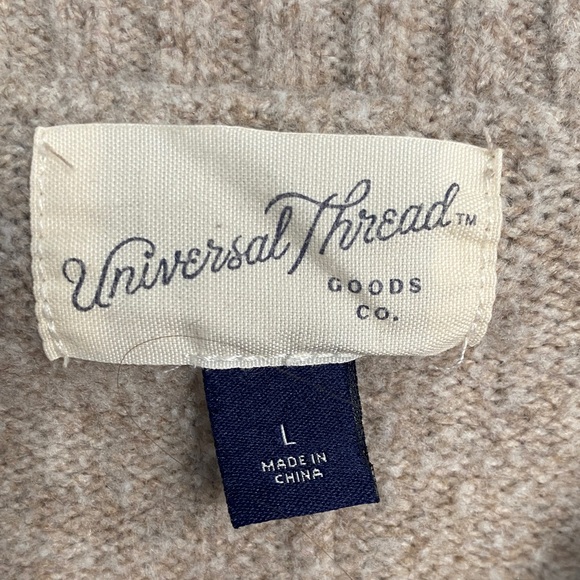 Universal Thread™
GOODS
CO.
L
MADE IN
CHINA